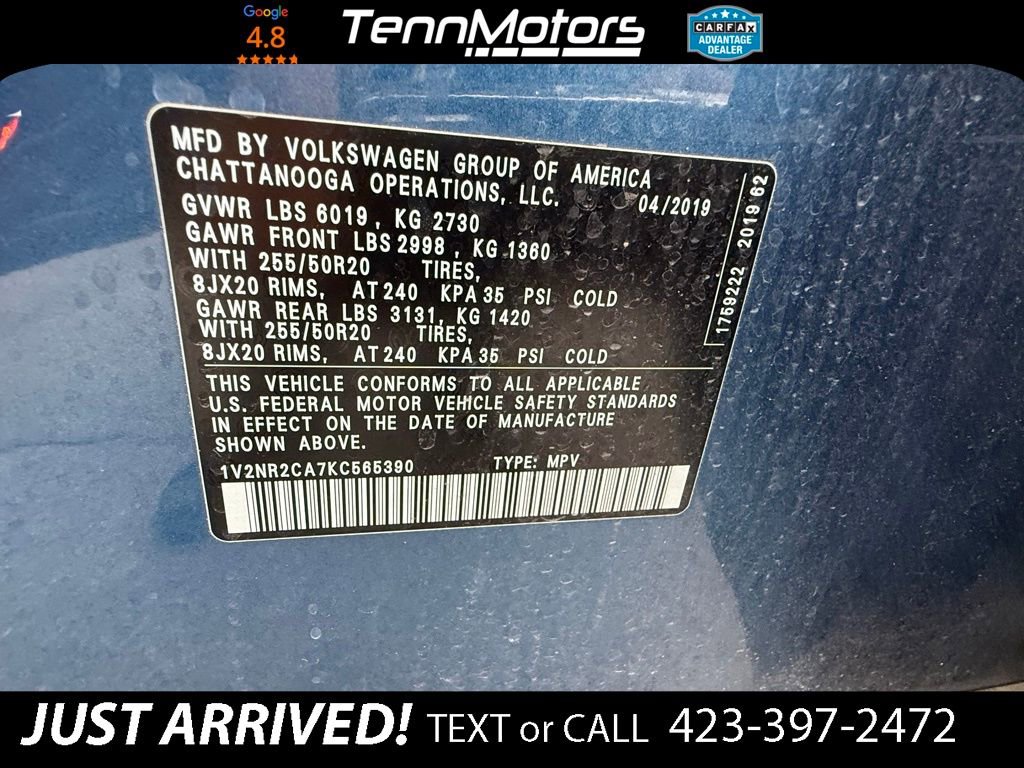 Google
4.8
TennMotors
CARFAX
ADVANTAGE
DEALER
MFD BY VOLKSWAGEN GROUP OF AMERICA
CHATTANOOGA OPERATIONS, LLC.
04/2019
GVWR LBS 6019, KG 2730
GAWR FRONT LBS 2998, KG 1360
WITH 255/50R20 TIRES,
8JX20 RIMS, AT 240 KPA 35 PSI COLD
GAWR REAR LBS 3131, KG 1420
WITH 255/50R20 TIRES,
8JX20 RIMS, AT 240 KPA 35 PSI COLD
1759222 2019 62
THIS VEHICLE CONFORMS TO ALL APPLICABLE
U.S. FEDERAL MOTOR VEHICLE SAFETY STANDARDS
IN EFFECT ON THE DATE OF MANUFACTURE
SHOWN ABOVE.
1V2NR2CA7KC565390 TYPE: MPV
JUST ARRIVED! TEXT or CALL 423-397-2472